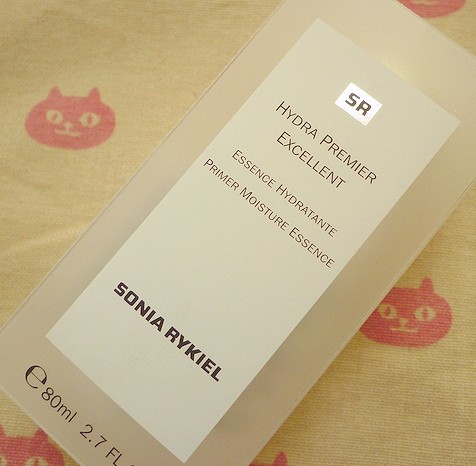 SR
HYDRA PREMIER
EXCELLENT
ESSENCE HYDRATANTE
PRIMER MOISTURE ESSENCE
SONIA RYKIEL
℮80ml 2.7 FL